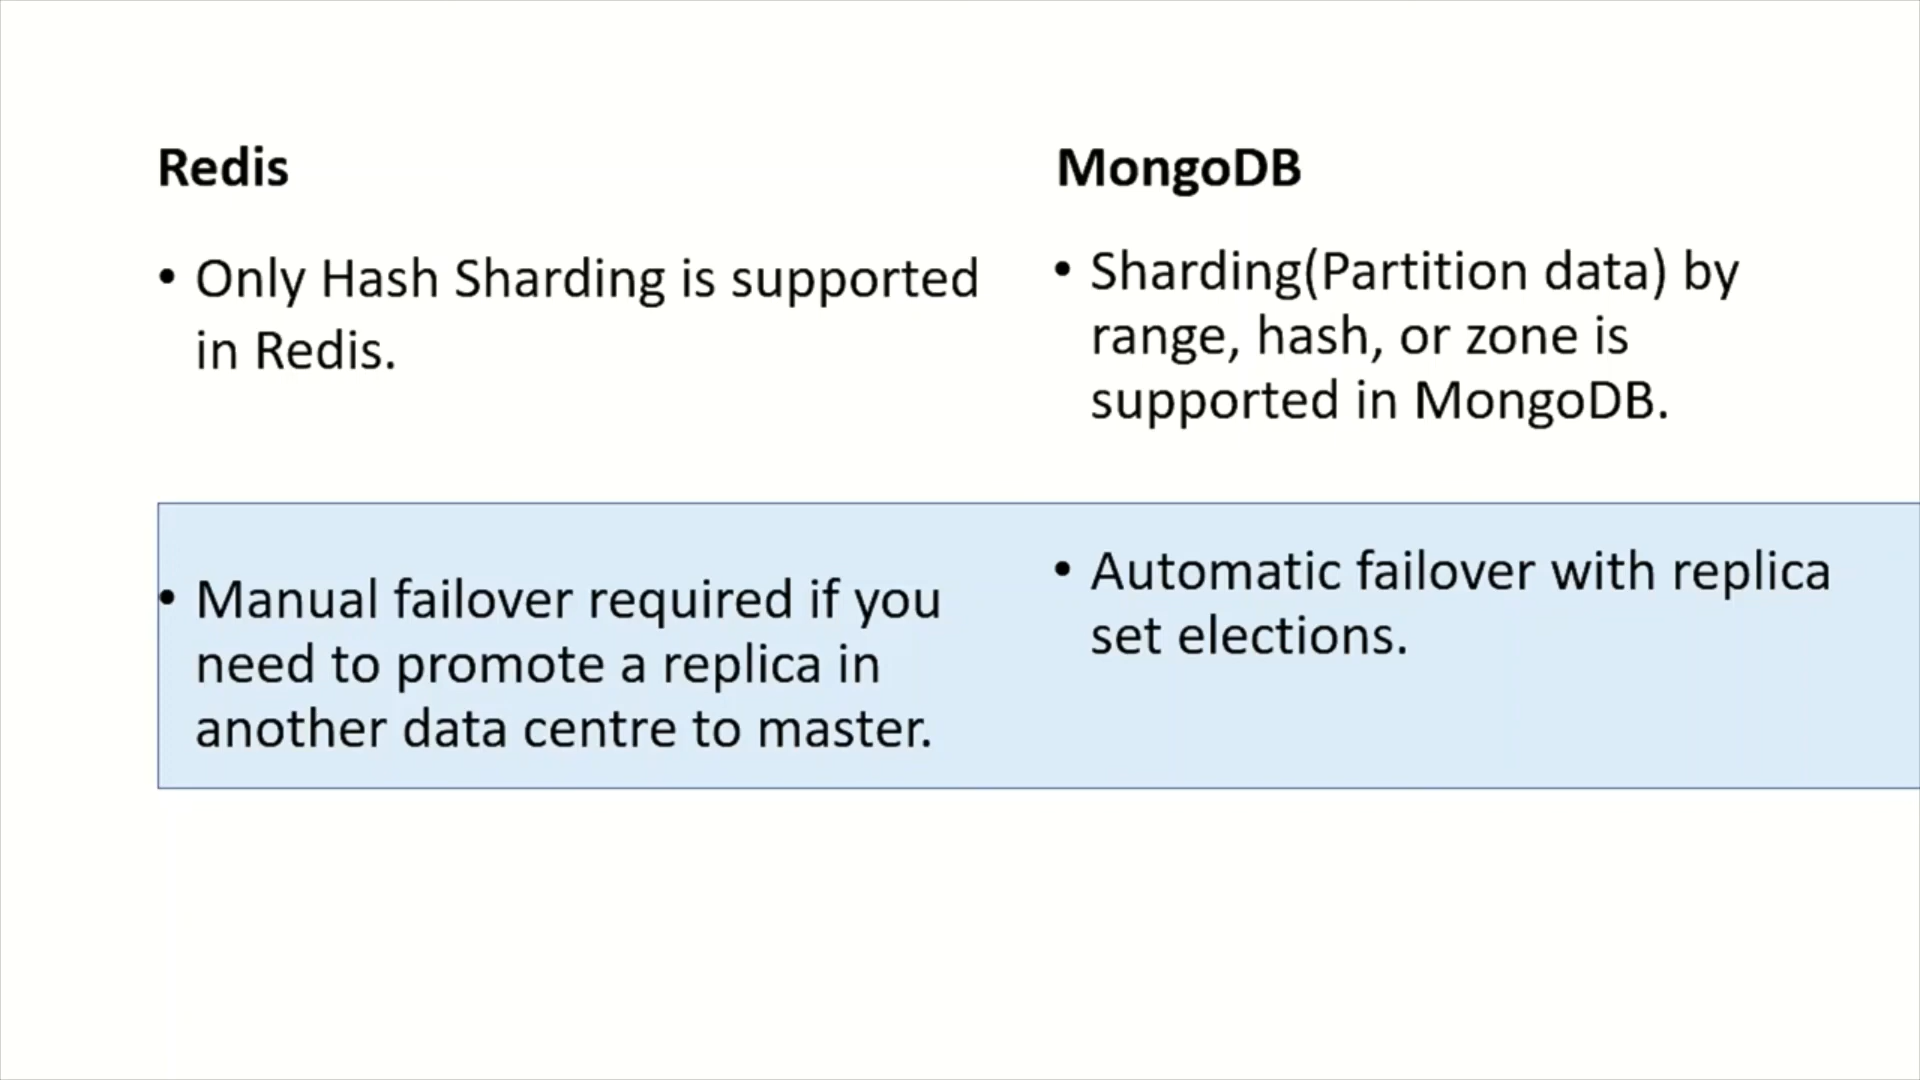 Redis
• Only Hash Sharding is supported
in Redis.
• Manual failover required if you
need to promote a replica in
another data centre to master.
MongoDB
• Sharding(Partition data) by
range, hash, or zone is
supported in MongoDB.
• Automatic failover with replica
set elections.